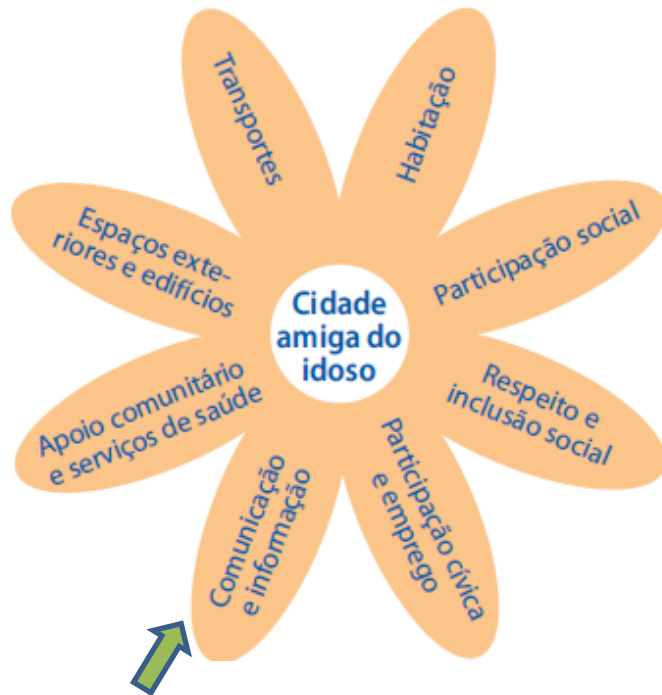 Transportes
Habitação
Espaços exte-
riores e edifícios
Participação social
Cidade
amiga do
idoso
Apoio comunitário
e serviços de saúde
Respeito e
inclusão social
Comunicação
e informação
Participação cívica
e emprego